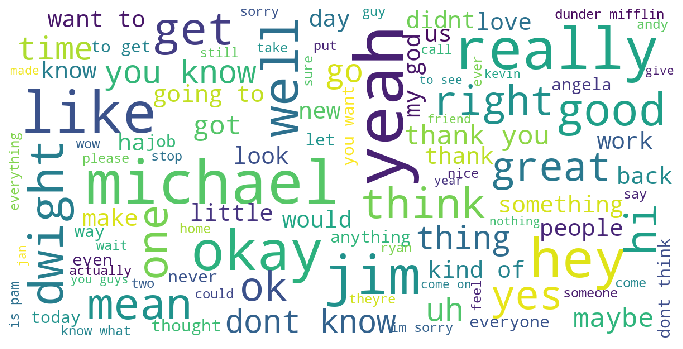 sorry
guy
dunder mifflin
want to
get
day
didnt
love
andy
time
to get
still
take
put
us
call
really
made
know
you know
well
sure
yeah
go
my god
to see
kevin
ever
give
going to
new
you want
right
good
like
got
angela
everything
wow
hajob
let
thank you
work
please
stop
look
friend
thank
nice
great
back
dwight
michael
think
year
something
say
hi
make
one
little
would
nothing
people
way
okay
anything
thing
jan
wait
home
jim
ryan
hey
even
actually
never
kind of
come on
feel
someone
come
dont think
is pam
you guys
two
could
ok
theyre
uh
yes
mean
today
thought
dont know
im sorry
everyone
maybe
know what